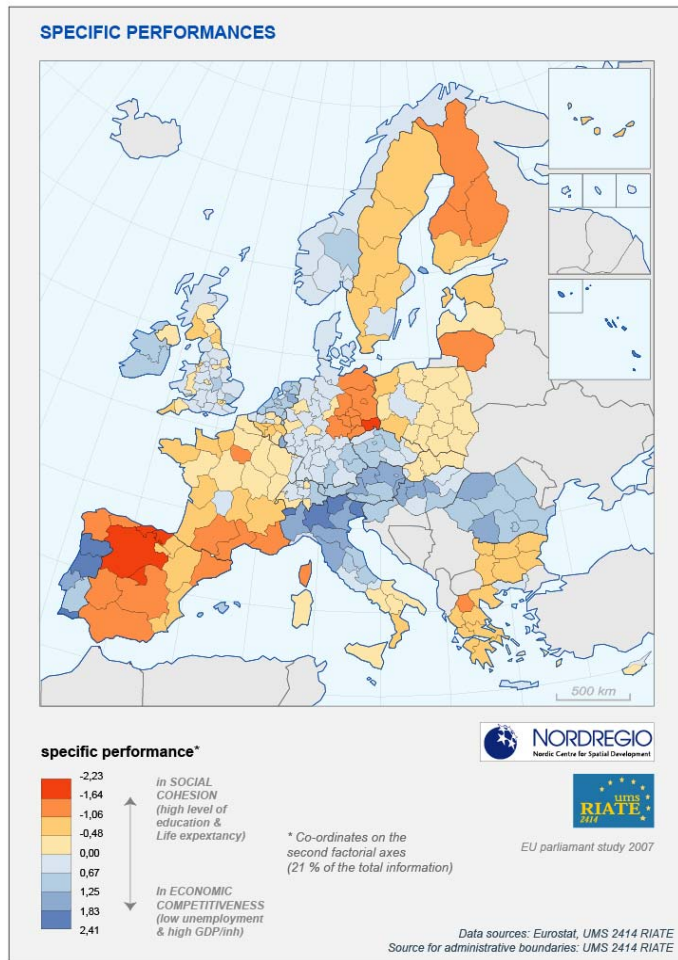 SPECIFIC PERFORMANCES
500 km
NORDREGIO
Nordic Centre for Spatial Development
specific performance*
-2,23
-1,64
-1,06
-0,48
0,00
0,67
1,25
1,83
2,41
in SOCIAL
COHESION
(high level of
education &
Life expextancy)
In ECONOMIC
COMPETITIVENESS
(low unemployment
& high GDP/inh)
* Co-ordinates on the
second factorial axes
(21 % of the total information)
ums
RIATE
2414
EU parliamant study 2007
Data sources: Eurostat, UMS 2414 RIATE
Source for administrative boundaries: UMS 2414 RIATE